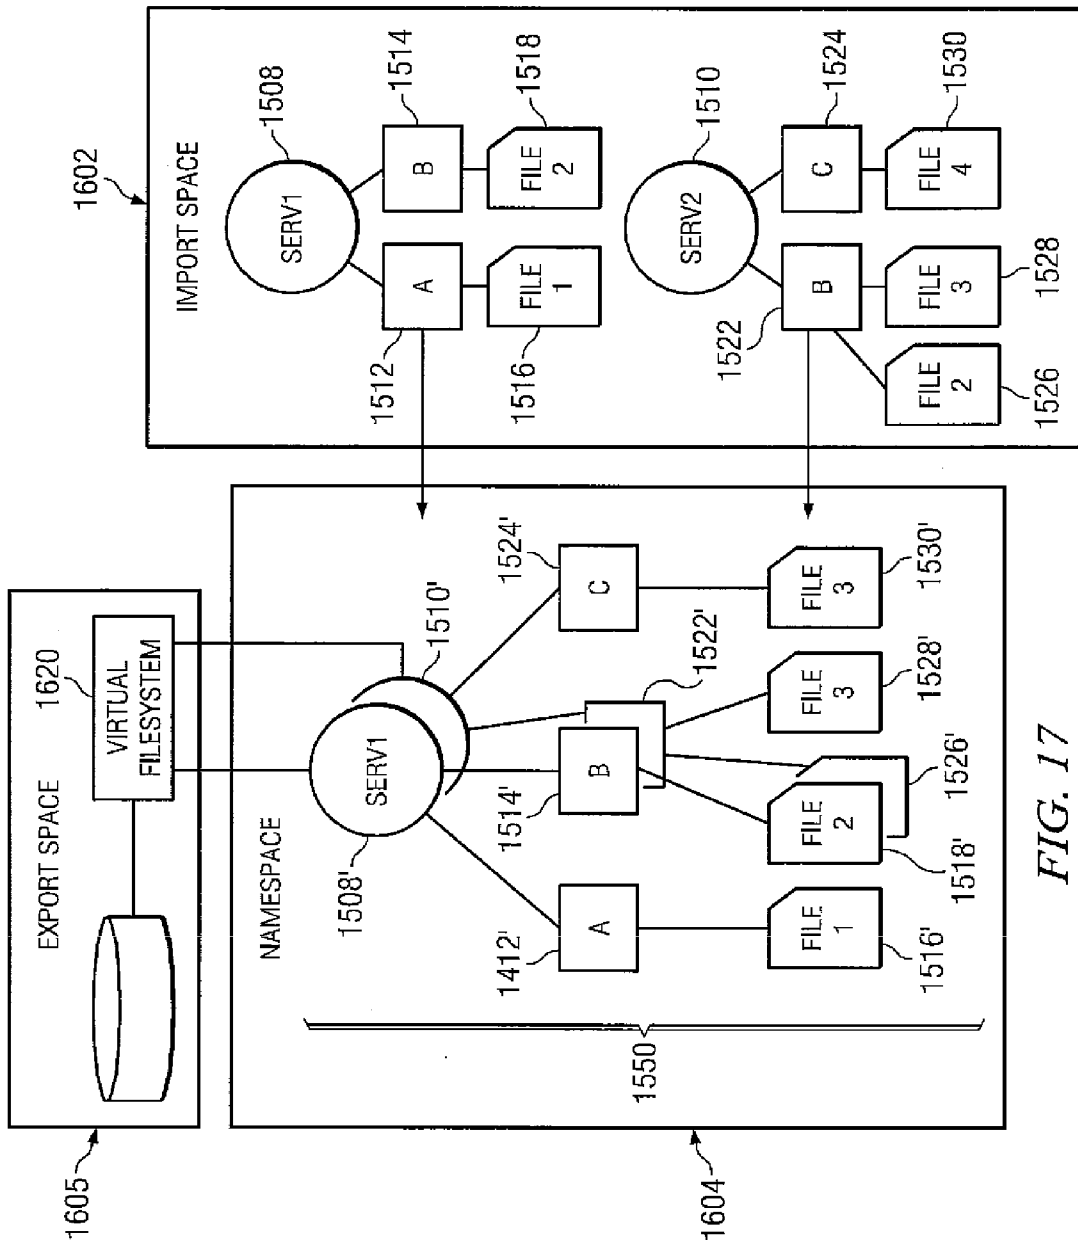 1605
EXPORT SPACE
1620
VIRTUAL
FILESYSTEM
1602
IMPORT SPACE
1508
SERV1
1512
A
B
1514
1516
FILE
1
FILE
2
1518
1510
SERV2
1522
B
C
1524
FILE
2
FILE
3
FILE
4
1530
1526
1528
1604
NAMESPACE
1508'
SERV1
1510'
1412'
A
1514'
B
1522'
C
1524'
1550
FILE
1
FILE
2
FILE
3
FILE
3
1516'
1518'
1526'
1528'
1530'
FIG. 17